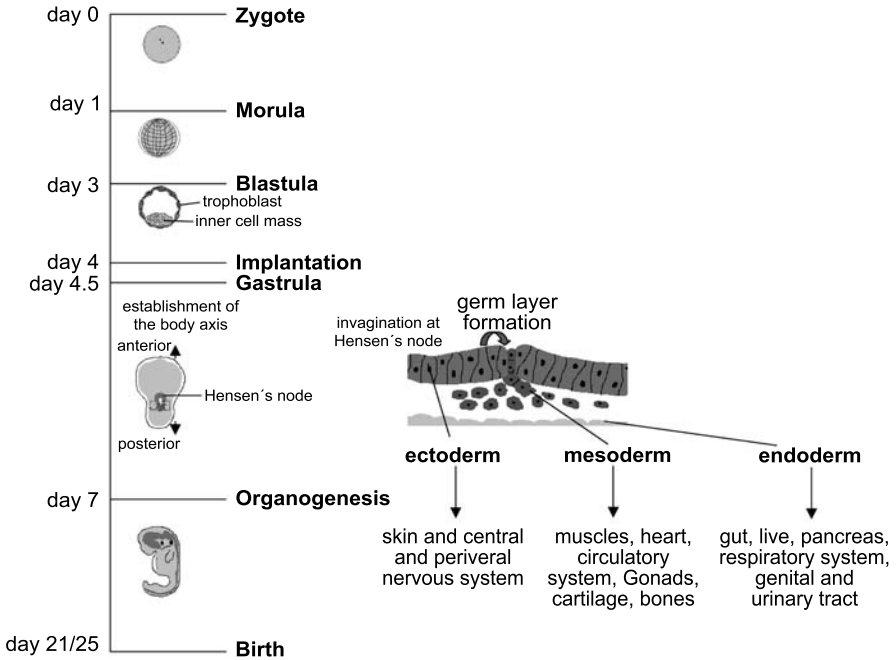 day 0
Zygote
day 1
Morula
day 3
Blastula
trophoblast
inner cell mass
day 4
Implantation
day 4.5
Gastrula
establishment of
the body axis
anterior
Hensen´s node
posterior
germ layer
formation
invagination at
Hensen´s node
ectoderm
mesoderm
endoderm
day 7
Organogenesis
skin and central
and periveral
nervous system
muscles, heart,
circulatory
system, Gonads,
cartilage, bones
gut, live, pancreas,
respiratory system,
genital and
urinary tract
day 21/25
Birth